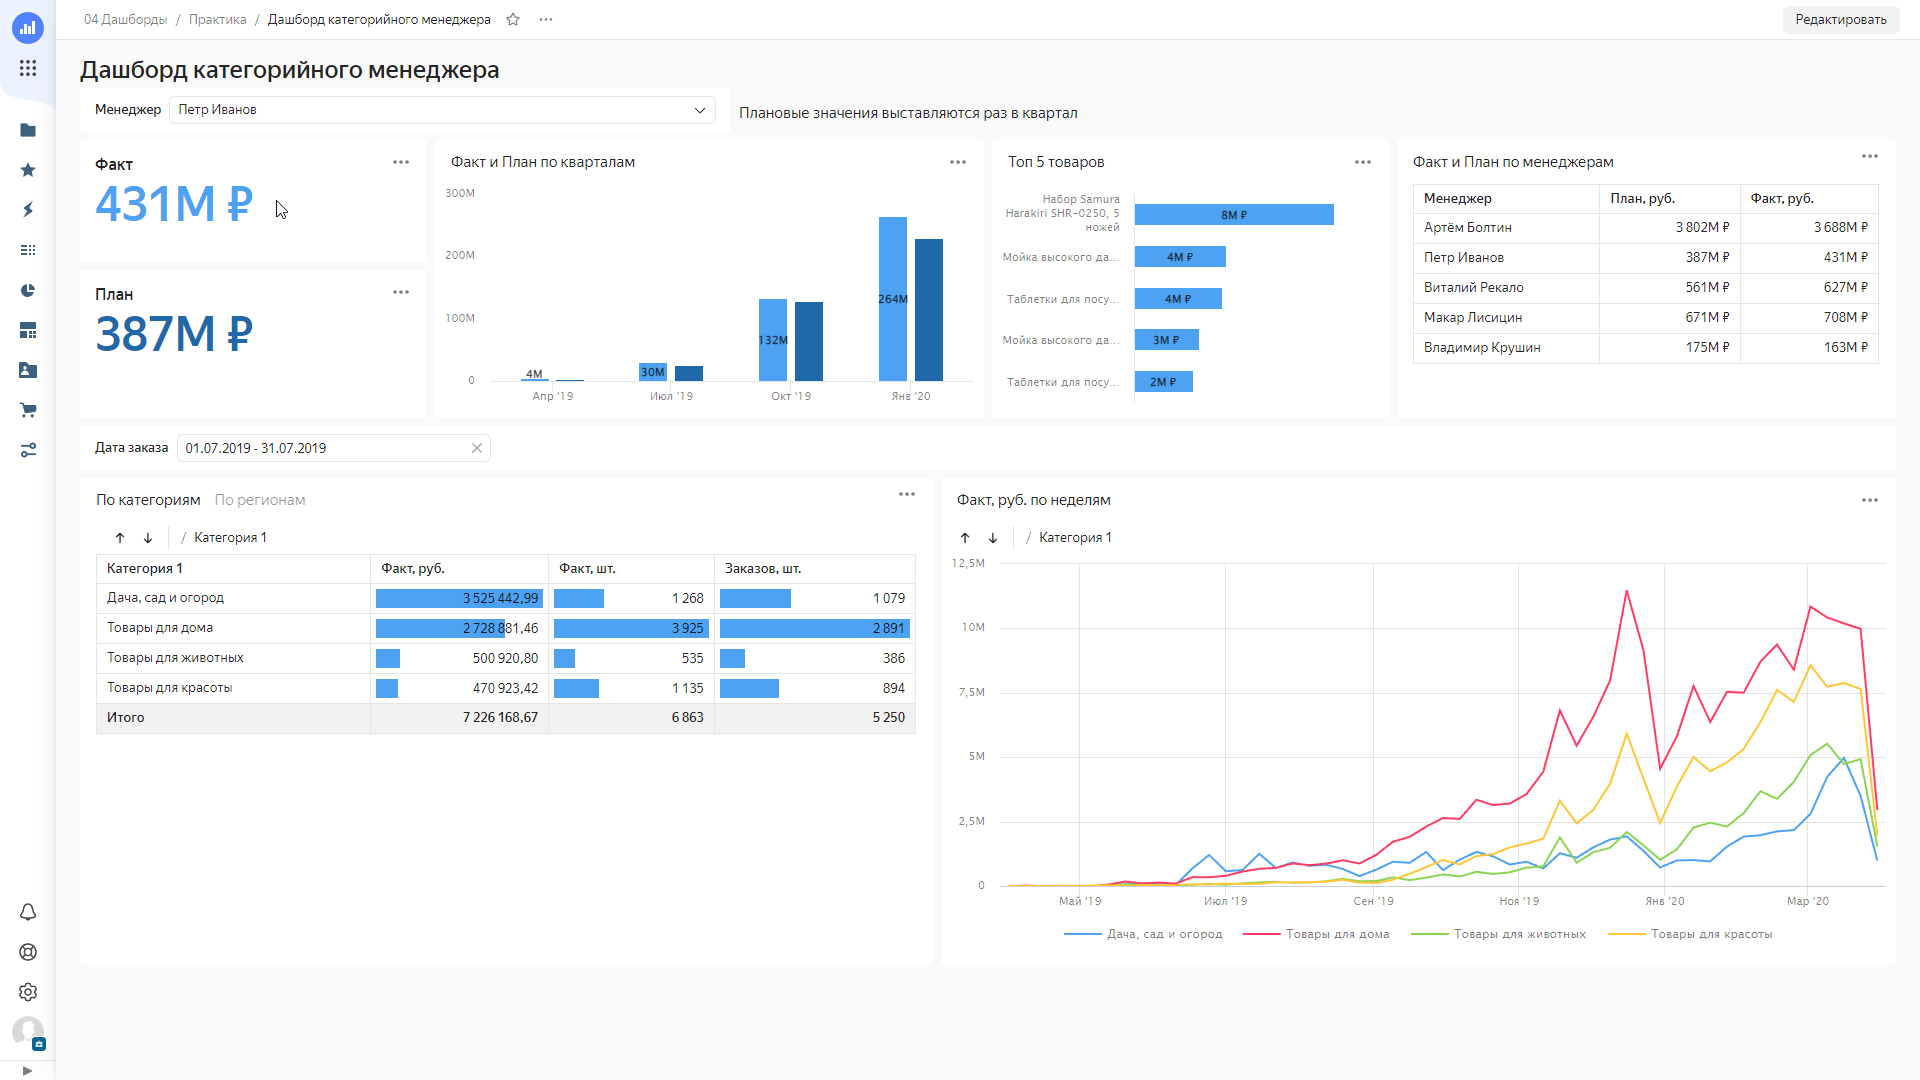 04 Дашборды / Практика / Дашборд категорийного менеджера
Редактировать
Дашборд категорийного менеджера
Менеджер Петр Иванов
Плановые значения выставляются раз в квартал
Факт
431M ₽
План
387M ₽
Факт и План по кварталам
300M
200M
100M
0
4M
30M
132M
264M
Апр '19 Июл '19 Окт '19 Янв '20
Топ 5 товаров
Набор Samura
Harakiri SHR-0250, 5
ножей
8M ₽
Мойка высокого да... 4M ₽
Таблетки для посу... 4M ₽
Мойка высокого да... 3M ₽
Таблетки для посу... 2M ₽
Факт и План по менеджерам
Менеджер План, руб. Факт, руб.
Артём Болтин 3 802M ₽ 3 688M ₽
Петр Иванов 387M ₽ 431M ₽
Виталий Рекало 561M ₽ 627M ₽
Макар Лисицин 671M ₽ 708M ₽
Владимир Крушин 175M ₽ 163M ₽
Дата заказа 01.07.2019 - 31.07.2019
По категориям По регионам
/ Категория 1
Категория 1 Факт, руб. Факт, шт. Заказов, шт.
Дача, сад и огород 3 525 442,99 1 268 1 079
Товары для дома 2 728 881,46 3 925 2 891
Товары для животных 500 920,80 535 386
Товары для красоты 470 923,42 1 135 894
Итого 7 226 168,67 6 863 5 250
Факт, руб. по неделям
/ Категория 1
12,5M
10M
7,5M
5M
2,5M
0
Май '19 Июл '19 Сен '19 Ноя '19 Янв '20 Мар '20
Дача, сад и огород Товары для дома Товары для животных Товары для красоты